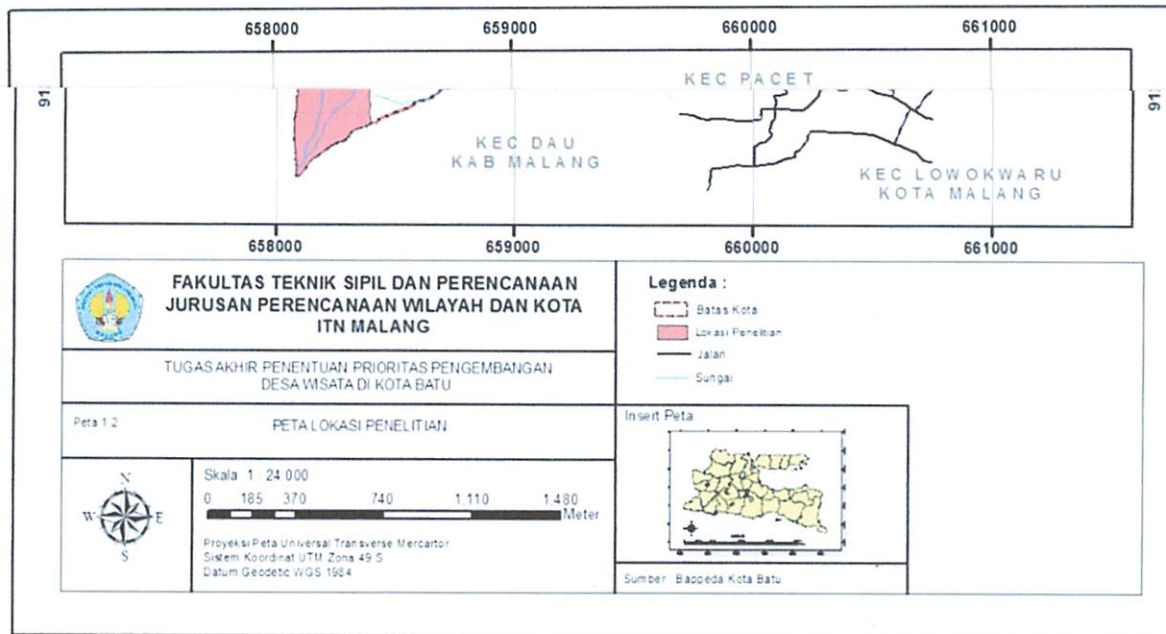 658000 659000 660000 661000
KEC PACET
91 91
KEC DAU
KAB MALANG
KEC LOWOKWARU
KOTA MALANG
658000 659000 660000 661000
FAKULTAS TEKNIK SIPIL DAN PERENCANAAN
JURUSAN PERENCANAAN WILAYAH DAN KOTA
ITN MALANG
TUGAS AKHIR PENENTUAN PRIORITAS PENGEMBANGAN
DESA WISATA DI KOTA BATU
Peta 1.2 PETA LOKASI PENELITIAN
N
W E
S
Skala 1 : 24.000
0 185 370 740 1.110 1.480
Meter
Proyeksi Peta Universal Transverse Mercartor
Sistem Koordinat UTM Zona 49 S
Datum Geodetic WGS 1984
Legenda :
Batas Kota
Lokasi Penelitian
Jalan
Sungai
Insert Peta
Sumber : Bappeda Kota Batu